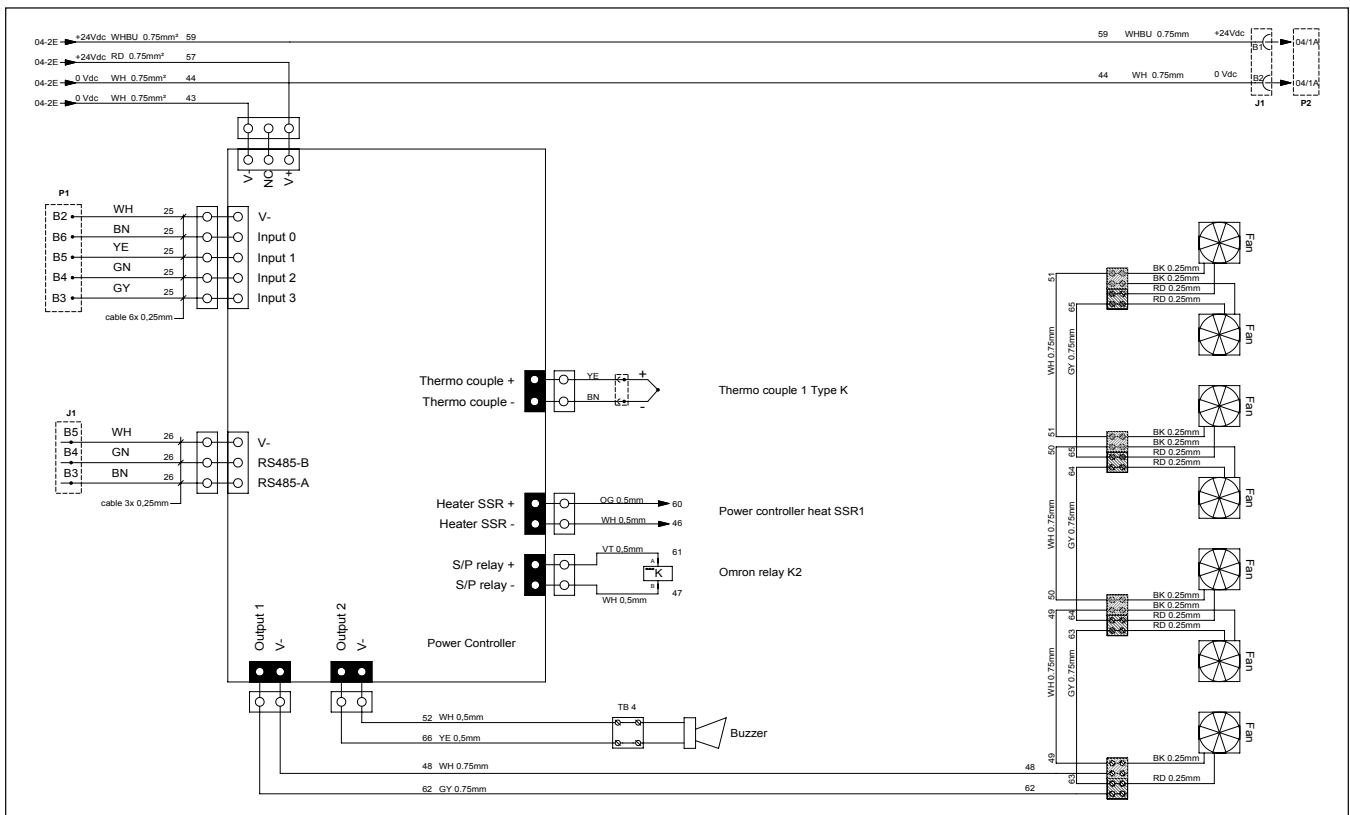 04-2E +24Vdc WHBU 0.75mm² 59 59 WHBU 0.75mm +24Vdc B1 04/1A
04-2E +24Vdc RD 0.75mm² 57
04-2E 0 Vdc WH 0.75mm² 44 44 WH 0.75mm 0 Vdc B2 04/1A
04-2E 0 Vdc WH 0.75mm² 43
J1 P2
V- NC V+
P1
B2 WH 25 V-
B6 BN 25 Input 0
B5 YE 25 Input 1
B4 GN 25 Input 2
B3 GY 25 Input 3
cable 6x 0,25mm
Thermo couple + YE + 
Thermo couple - BN -
Thermo couple 1 Type K
J1
B5 WH 26 V-
B4 GN 26 RS485-B
B3 BN 26 RS485-A
cable 3x 0,25mm
Heater SSR + OG 0,5mm 60
Heater SSR - WH 0,5mm 46
Power controller heat SSR1
S/P relay + VT 0,5mm 61
A
K
B
S/P relay - WH 0,5mm 47
Omron relay K2
Power Controller
Output 1
V-
Output 2
V-
52 WH 0,5mm
66 YE 0,5mm
TB 4
Buzzer
48 WH 0.75mm 48
62 GY 0.75mm 62
Fan
BK 0.25mm
BK 0.25mm
RD 0.25mm
RD 0.25mm
51
65
Fan
WH 0.75mm
GY 0.75mm
Fan
51
BK 0.25mm
BK 0.25mm
RD 0.25mm
RD 0.25mm
50
65
64
Fan
WH 0.75mm
GY 0.75mm
Fan
50
BK 0.25mm
BK 0.25mm
RD 0.25mm
RD 0.25mm
49
64
63
Fan
WH 0.75mm
GY 0.75mm
Fan
49
BK 0.25mm
63
RD 0.25mm